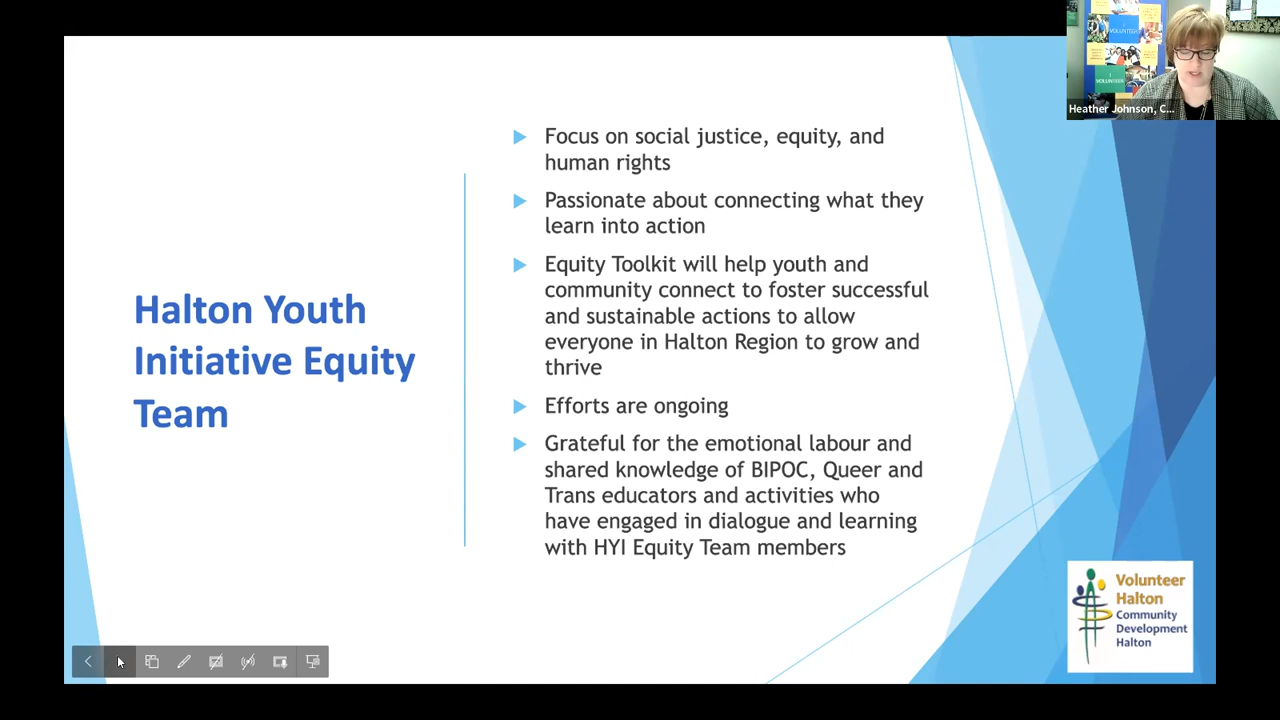 Halton Youth
Initiative Equity
Team
Focus on social justice, equity, and
human rights
Passionate about connecting what they
learn into action
Equity Toolkit will help youth and
community connect to foster successful
and sustainable actions to allow
everyone in Halton Region to grow and
thrive
Efforts are ongoing
Grateful for the emotional labour and
shared knowledge of BIPOC, Queer and
Trans educators and activities who
have engaged in dialogue and learning
with HYI Equity Team members
VOLUNTEER
I
VOLUNTEER
Heather Johnson, C...
Volunteer
Halton
Community
Development
Halton